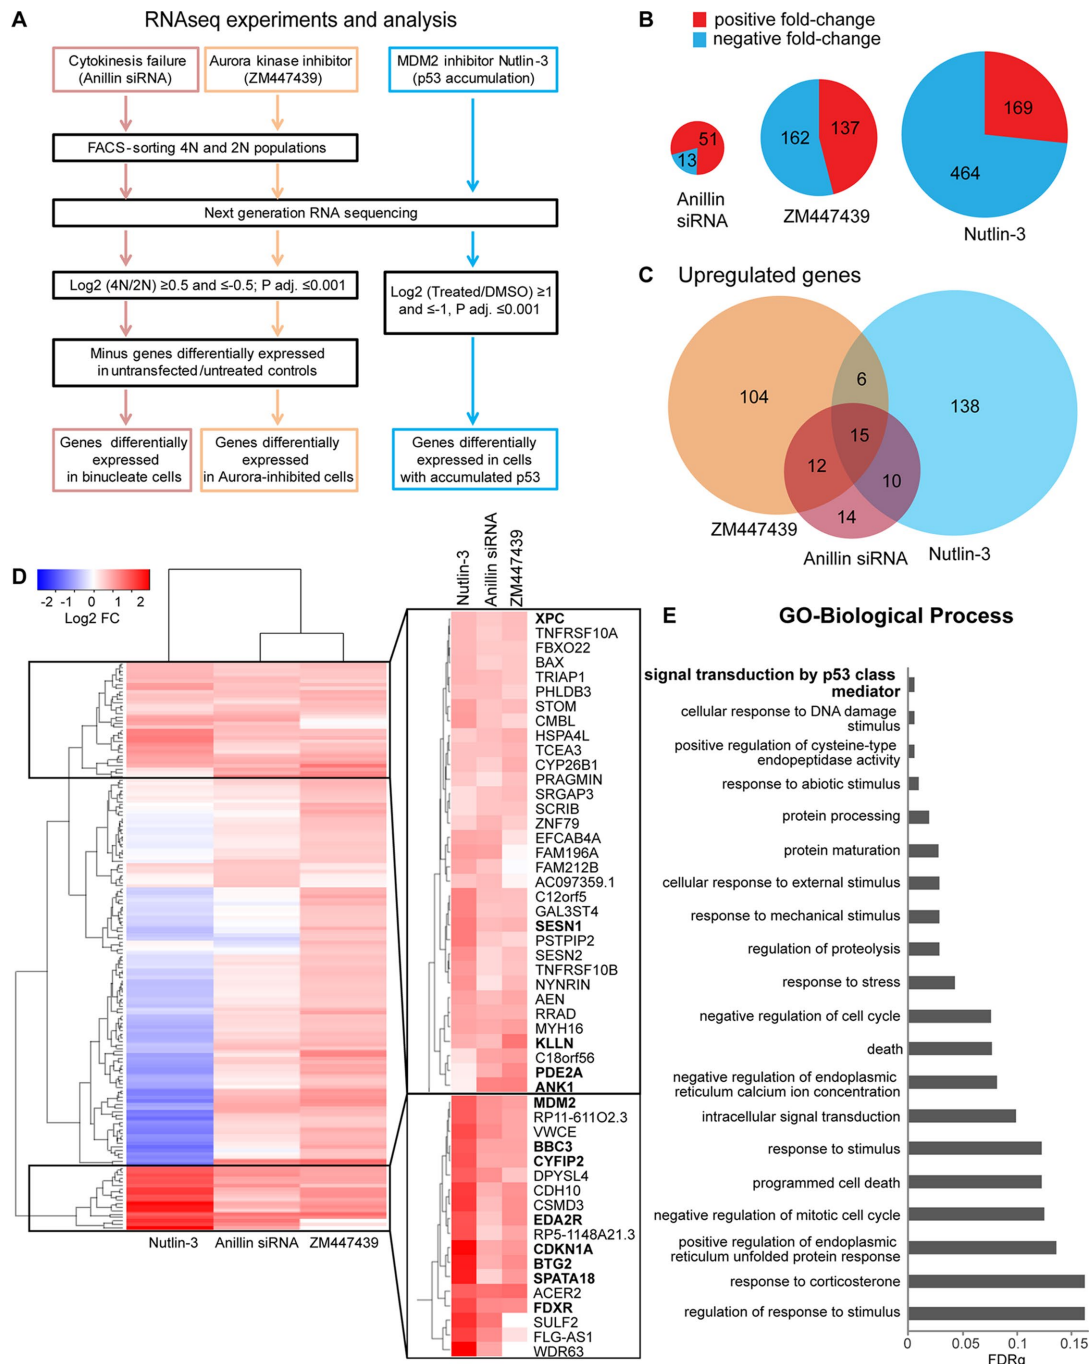 A
RNAseq experiments and analysis
Cytokinesis failure
(Anillin siRNA)
Aurora kinase inhibitor
(ZM447439)
MDM2 inhibitor Nutlin-3
(p53 accumulation)
FACS-sorting 4N and 2N populations
Next generation RNA sequencing
Log2 (4N/2N) ≥0.5 and ≤-0.5; P adj. ≤0.001
Log2 (Treated/DMSO) ≥1
and ≤-1, P adj. ≤0.001
Minus genes differentially expressed
in untransfected/untreated controls
Genes differentially
expressed
in binucleate cells
Genes differentially
expressed
in Aurora-inhibited cells
Genes differentially
expressed in cells
with accumulated p53
B
positive fold-change
negative fold-change
51
13
Anillin
siRNA
162
137
ZM447439
169
464
Nutlin-3
C
Upregulated genes
104
6
138
15
12
10
14
ZM447439
Anillin siRNA
Nutlin-3
D
-2 -1 0 1 2
Log2 FC
Nutlin-3
Anillin siRNA
ZM447439
Nutlin-3
Anillin siRNA
ZM447439
XPC
TNFRSF10A
FBXO22
BAX
TRIAP1
PHLDB3
STOM
CMBL
HSPA4L
TCEA3
CYP26B1
PRAGMIN
SRGAP3
SCRIB
ZNF79
EFCAB4A
FAM196A
FAM212B
AC097359.1
C12orf5
GAL3ST4
SESN1
PSTPIP2
SESN2
TNFRSF10B
NYNRIN
AEN
RRAD
MYH16
KLLN
C18orf56
PDE2A
ANK1
MDM2
RP11-611O2.3
VWCE
BBC3
CYFIP2
DPYSL4
CDH10
CSMD3
EDA2R
RP5-1148A21.3
CDKN1A
BTG2
SPATA18
ACER2
FDXR
SULF2
FLG-AS1
WDR63
E
GO-Biological Process
signal transduction by p53 class
mediator
cellular response to DNA damage
stimulus
positive regulation of cysteine-type
endopeptidase activity
response to abiotic stimulus
protein processing
protein maturation
cellular response to external stimulus
response to mechanical stimulus
regulation of proteolysis
response to stress
negative regulation of cell cycle
death
negative regulation of endoplasmic
reticulum calcium ion concentration
intracellular signal transduction
response to stimulus
programmed cell death
negative regulation of mitotic cell cycle
positive regulation of endoplasmic
reticulum unfolded protein response
response to corticosterone
regulation of response to stimulus
0 0.05 0.1 0.15
FDRq